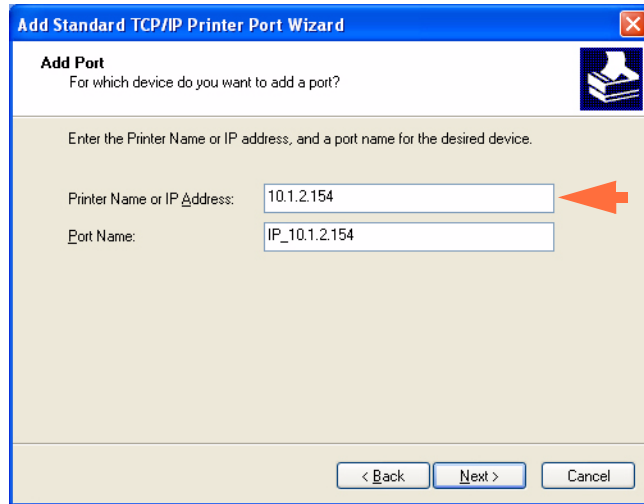 Add Standard TCP/IP Printer Port Wizard
Add Port
For which device do you want to add a port?
Enter the Printer Name or IP address, and a port name for the desired device.
Printer Name or IP Address: 10.1.2.154
Port Name: IP_10.1.2.154
< Back Next > Cancel